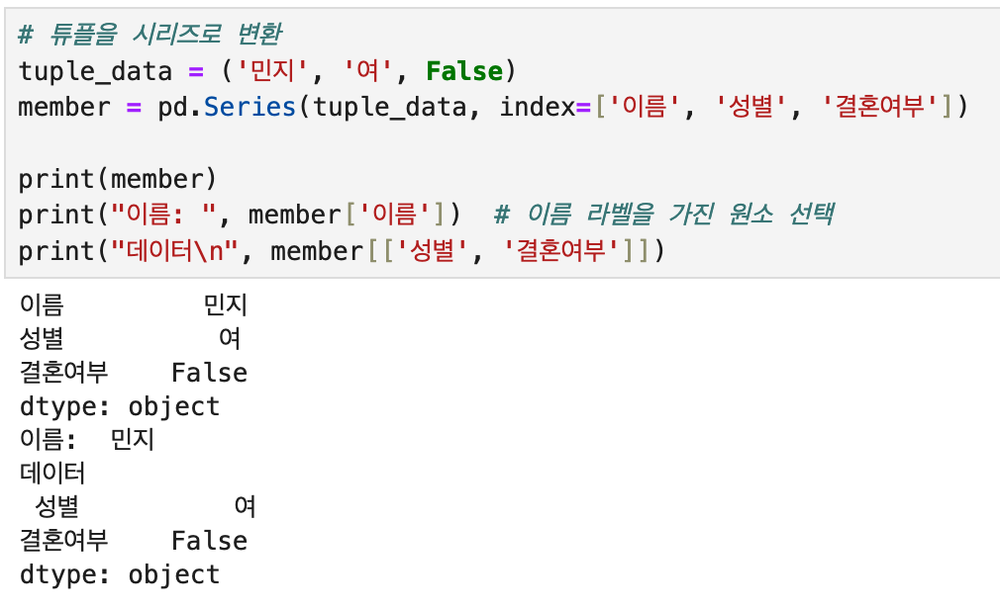 # 튜플을 시리즈로 변환
tuple_data = ('민지', '여', False)
member = pd.Series(tuple_data, index=['이름', '성별', '결혼여부'])
print(member)
print("이름: ", member['이름'])  # 이름 라벨을 가진 원소 선택
print("데이터\n", member[['성별', '결혼여부']])
이름         민지
성별          여
결혼여부    False
dtype: object
이름:  민지
데이터
 성별          여
결혼여부    False
dtype: object